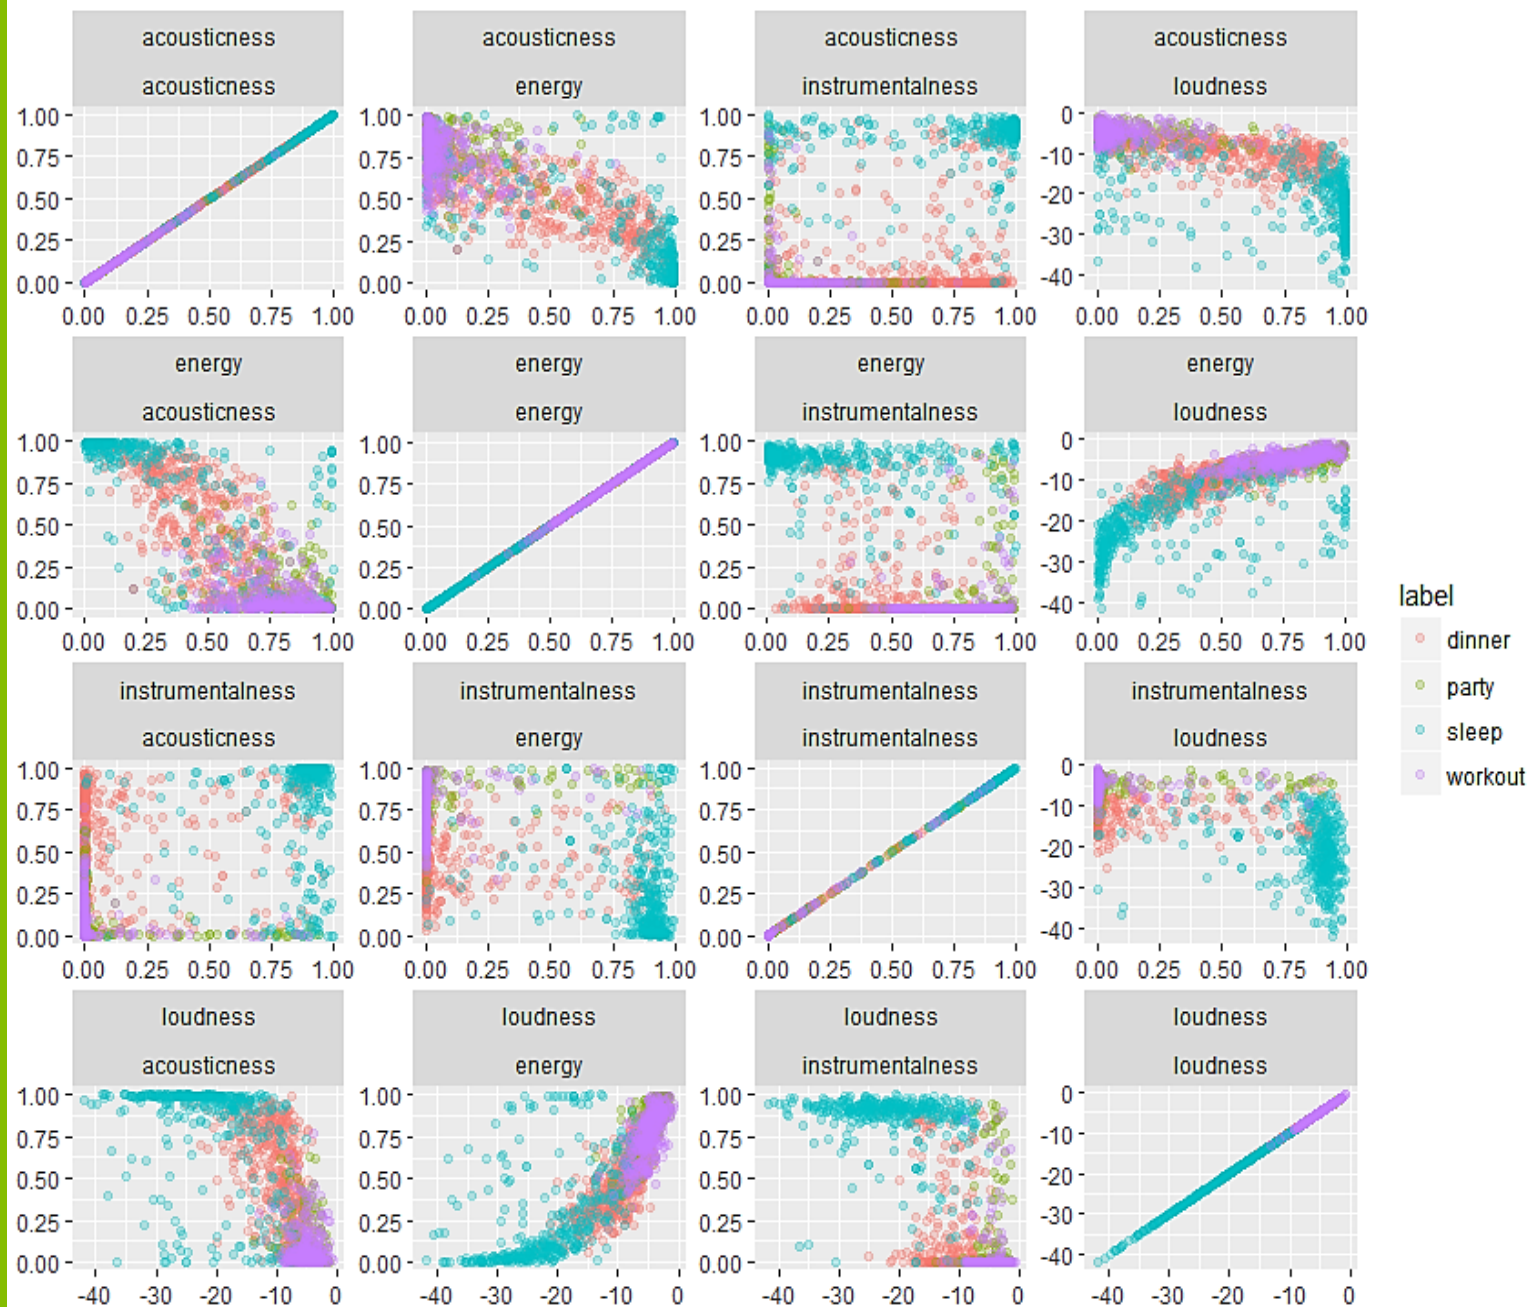 acousticness acousticness acousticness acousticness
acousticness energy instrumentalness loudness
1.00 1.00 1.00 0
0.75 0.75 0.75 -10
0.50 0.50 0.50 -20
0.25 0.25 0.25 -30
0.00 0.00 0.00 -40
0.00 0.25 0.50 0.75 1.00 0.00 0.25 0.50 0.75 1.00 0.00 0.25 0.50 0.75 1.00 0.00 0.25 0.50 0.75 1.00
energy energy energy energy
acousticness energy instrumentalness loudness
1.00 1.00 1.00 0
0.75 0.75 0.75 -10
0.50 0.50 0.50 -20
0.25 0.25 0.25 -30
0.00 0.00 0.00 -40
0.00 0.25 0.50 0.75 1.00 0.00 0.25 0.50 0.75 1.00 0.00 0.25 0.50 0.75 1.00 0.00 0.25 0.50 0.75 1.00
instrumentalness instrumentalness instrumentalness instrumentalness
acousticness energy instrumentalness loudness
1.00 1.00 1.00 0
0.75 0.75 0.75 -10
0.50 0.50 0.50 -20
0.25 0.25 0.25 -30
0.00 0.00 0.00 -40
0.00 0.25 0.50 0.75 1.00 0.00 0.25 0.50 0.75 1.00 0.00 0.25 0.50 0.75 1.00 0.00 0.25 0.50 0.75 1.00
loudness loudness loudness loudness
acousticness energy instrumentalness loudness
1.00 1.00 1.00 0
0.75 0.75 0.75 -10
0.50 0.50 0.50 -20
0.25 0.25 0.25 -30
0.00 0.00 0.00 -40
-40 -30 -20 -10 0 -40 -30 -20 -10 0 -40 -30 -20 -10 0 -40 -30 -20 -10 0
label
dinner
party
sleep
workout